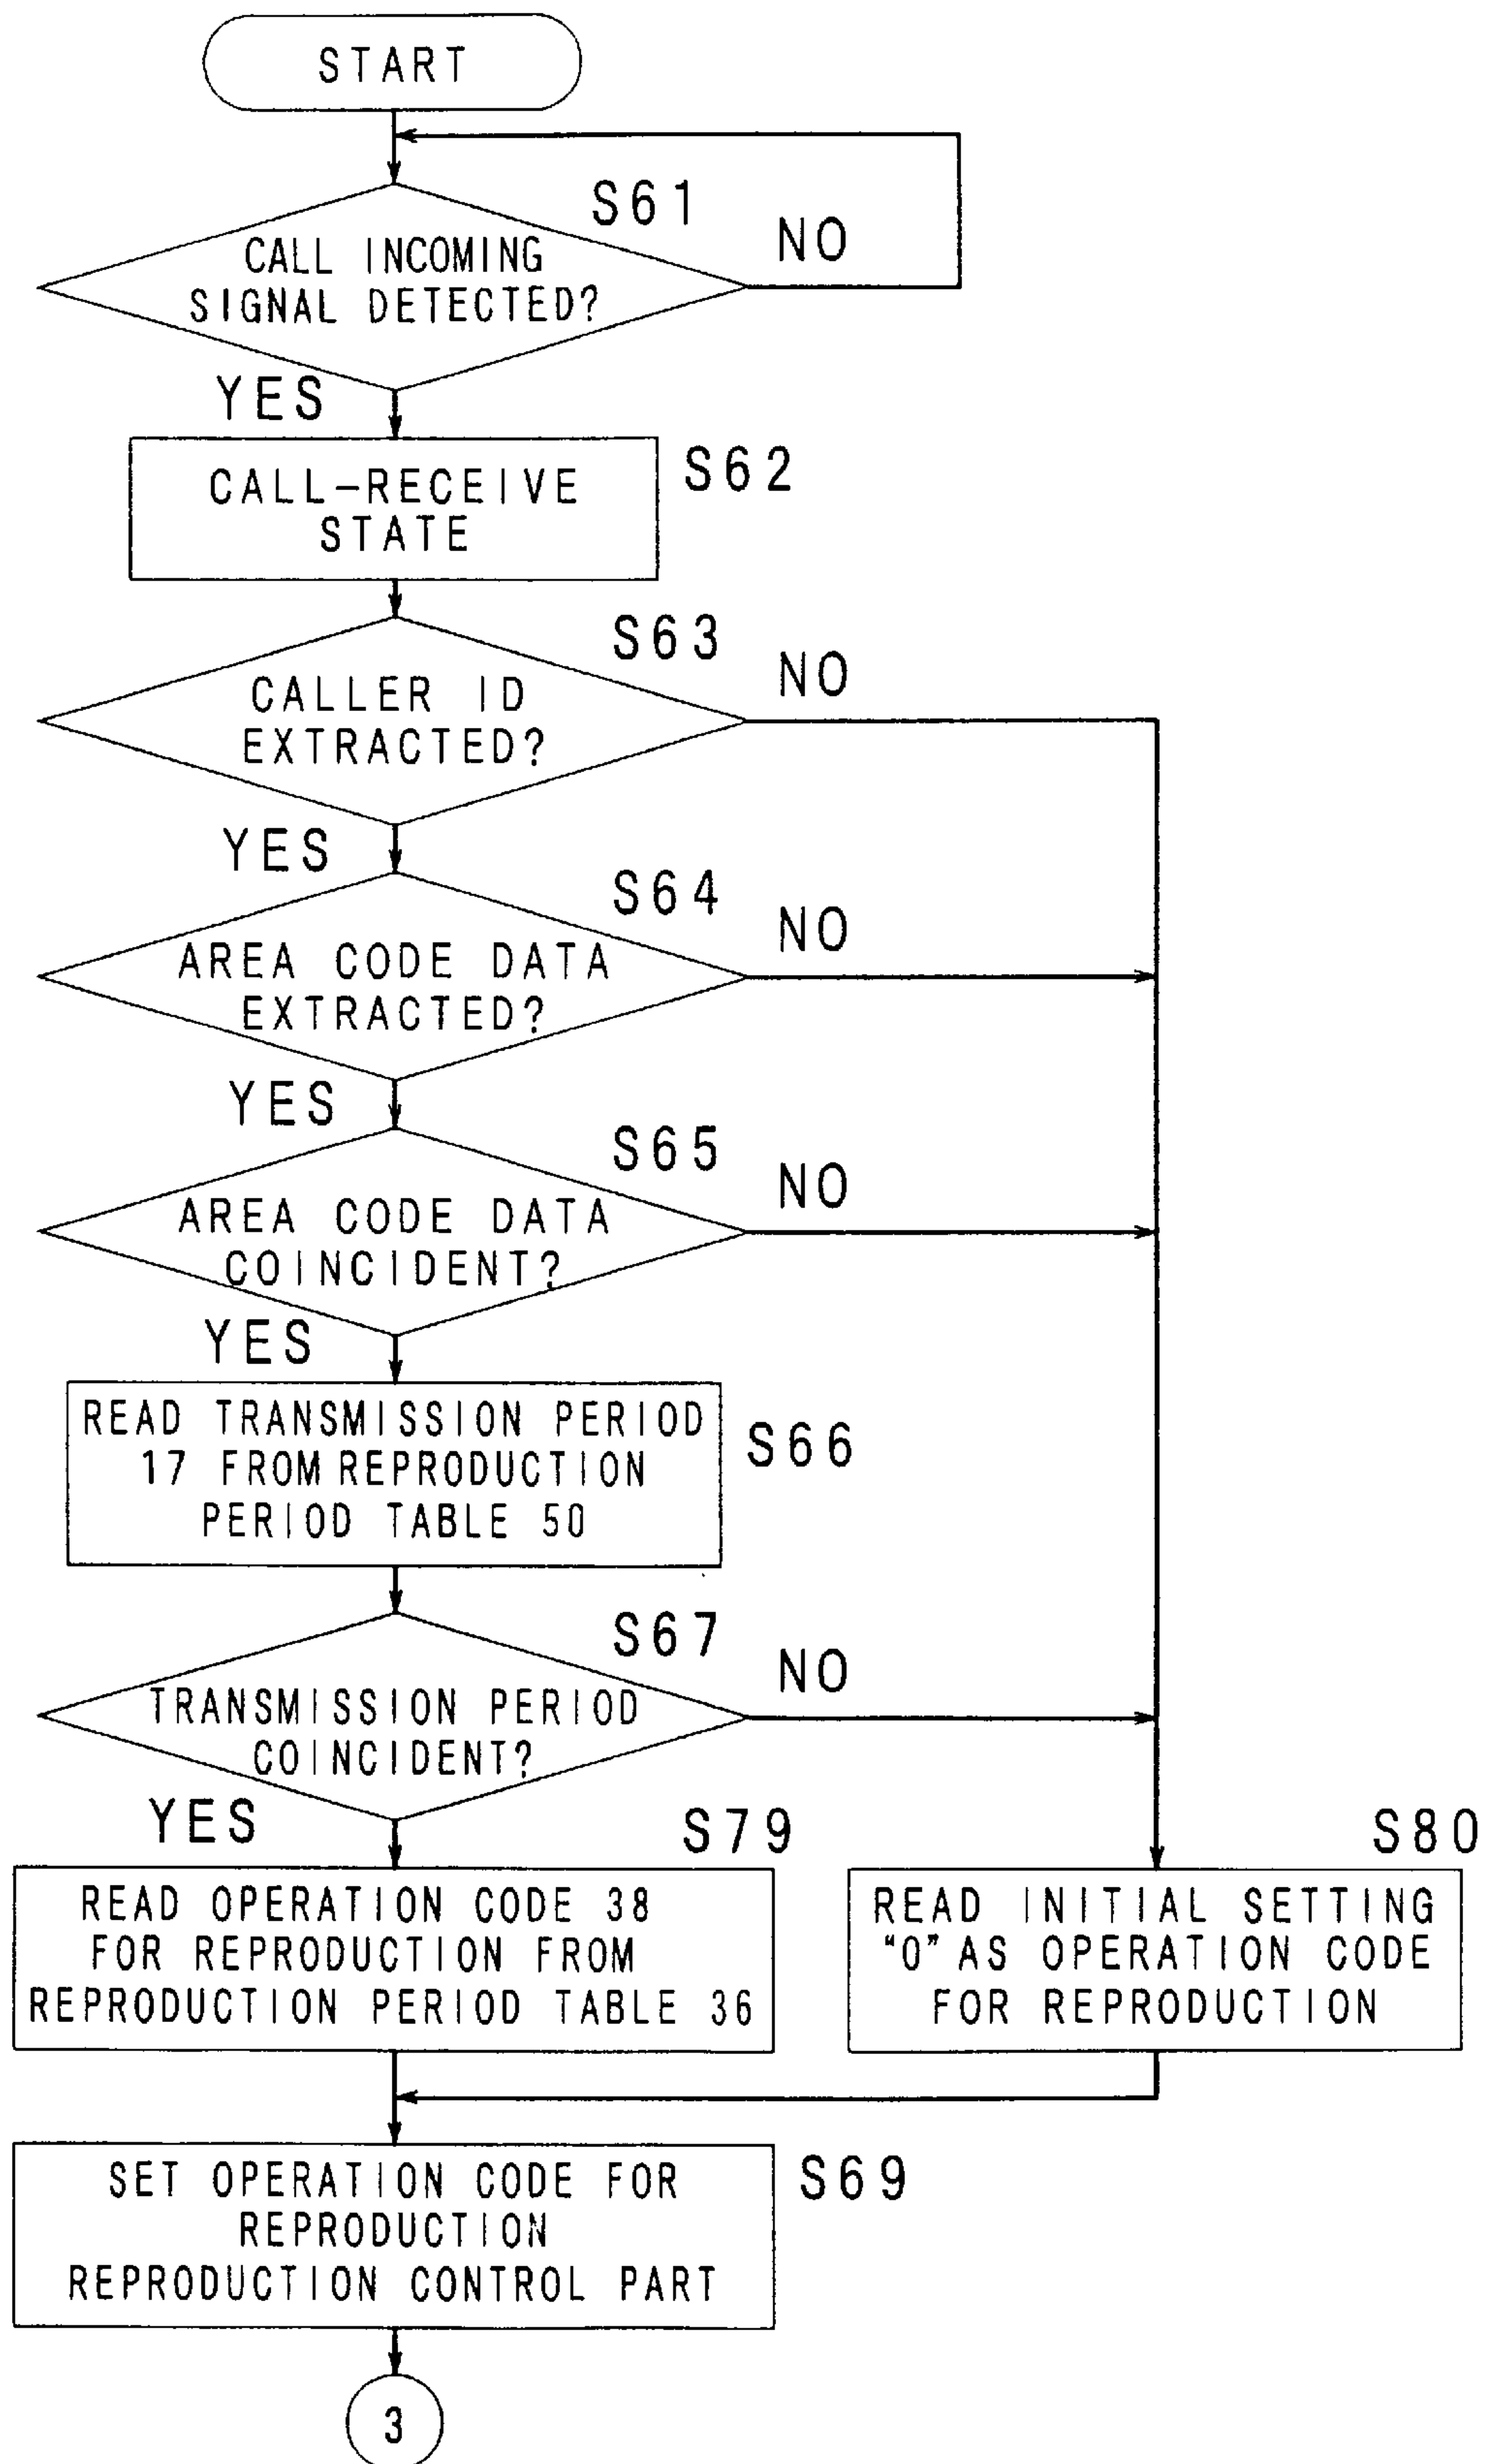 START
S61
NO
CALL INCOMING
SIGNAL DETECTED?
YES
S62
CALL-RECEIVE
STATE
S63
NO
CALLER ID
EXTRACTED?
YES
S64
NO
AREA CODE DATA
EXTRACTED?
YES
S65
NO
AREA CODE DATA
COINCIDENT?
YES
READ TRANSMISSION PERIOD
17 FROM REPRODUCTION
PERIOD TABLE 50
S66
S67
NO
TRANSMISSION PERIOD
COINCIDENT?
YES
S79
S80
READ OPERATION CODE 38
FOR REPRODUCTION FROM
REPRODUCTION PERIOD TABLE 36
READ INITIAL SETTING
"0" AS OPERATION CODE
FOR REPRODUCTION
SET OPERATION CODE FOR
REPRODUCTION
REPRODUCTION CONTROL PART
S69
3